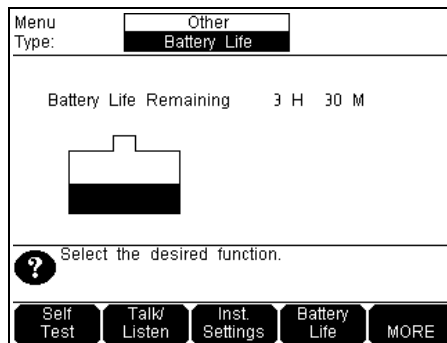 Menu Other
Type: Battery Life
Battery Life Remaining 3 H 30 M
? Select the desired function.
Self Talk/ Inst. Battery
Test Listen Settings Life MORE